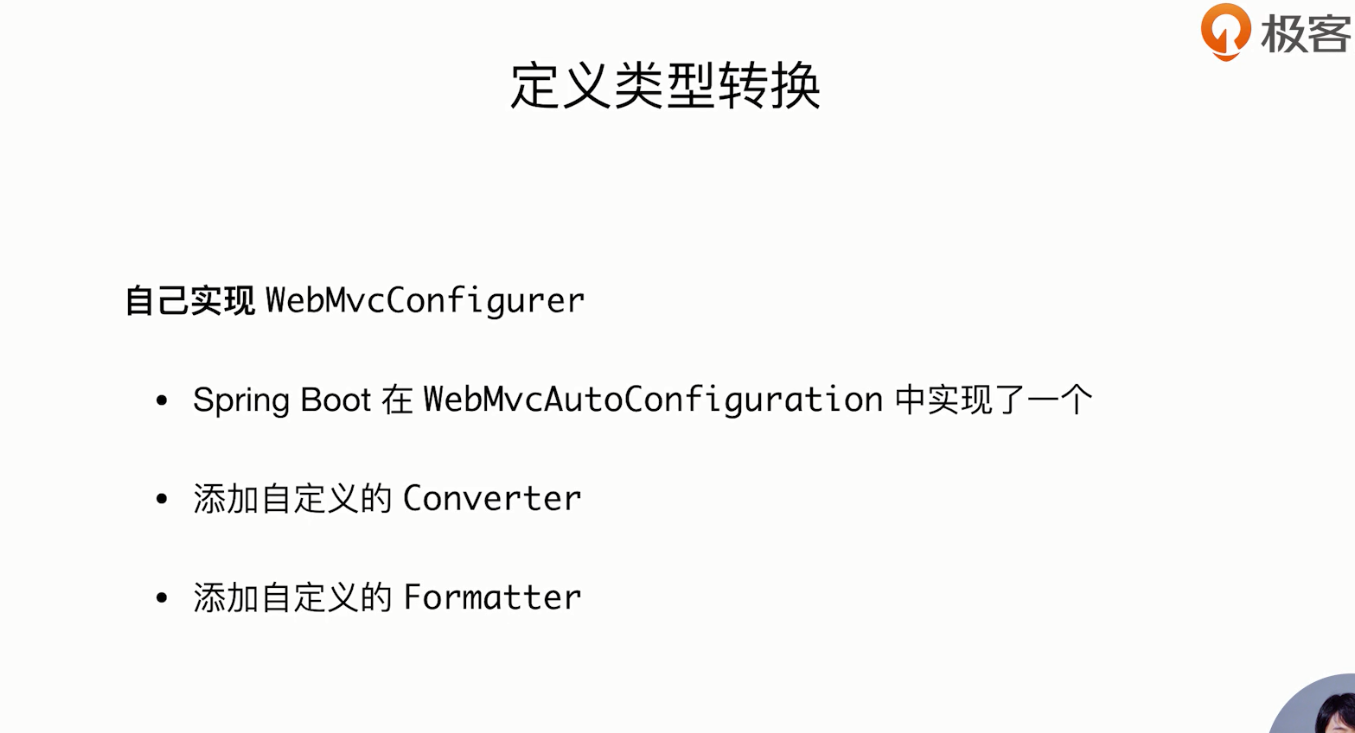 极客
定义类型转换
自己实现 WebMvcConfigurer
• Spring Boot 在 WebMvcAutoConfiguration 中实现了一个
• 添加自定义的 Converter
• 添加自定义的 Formatter